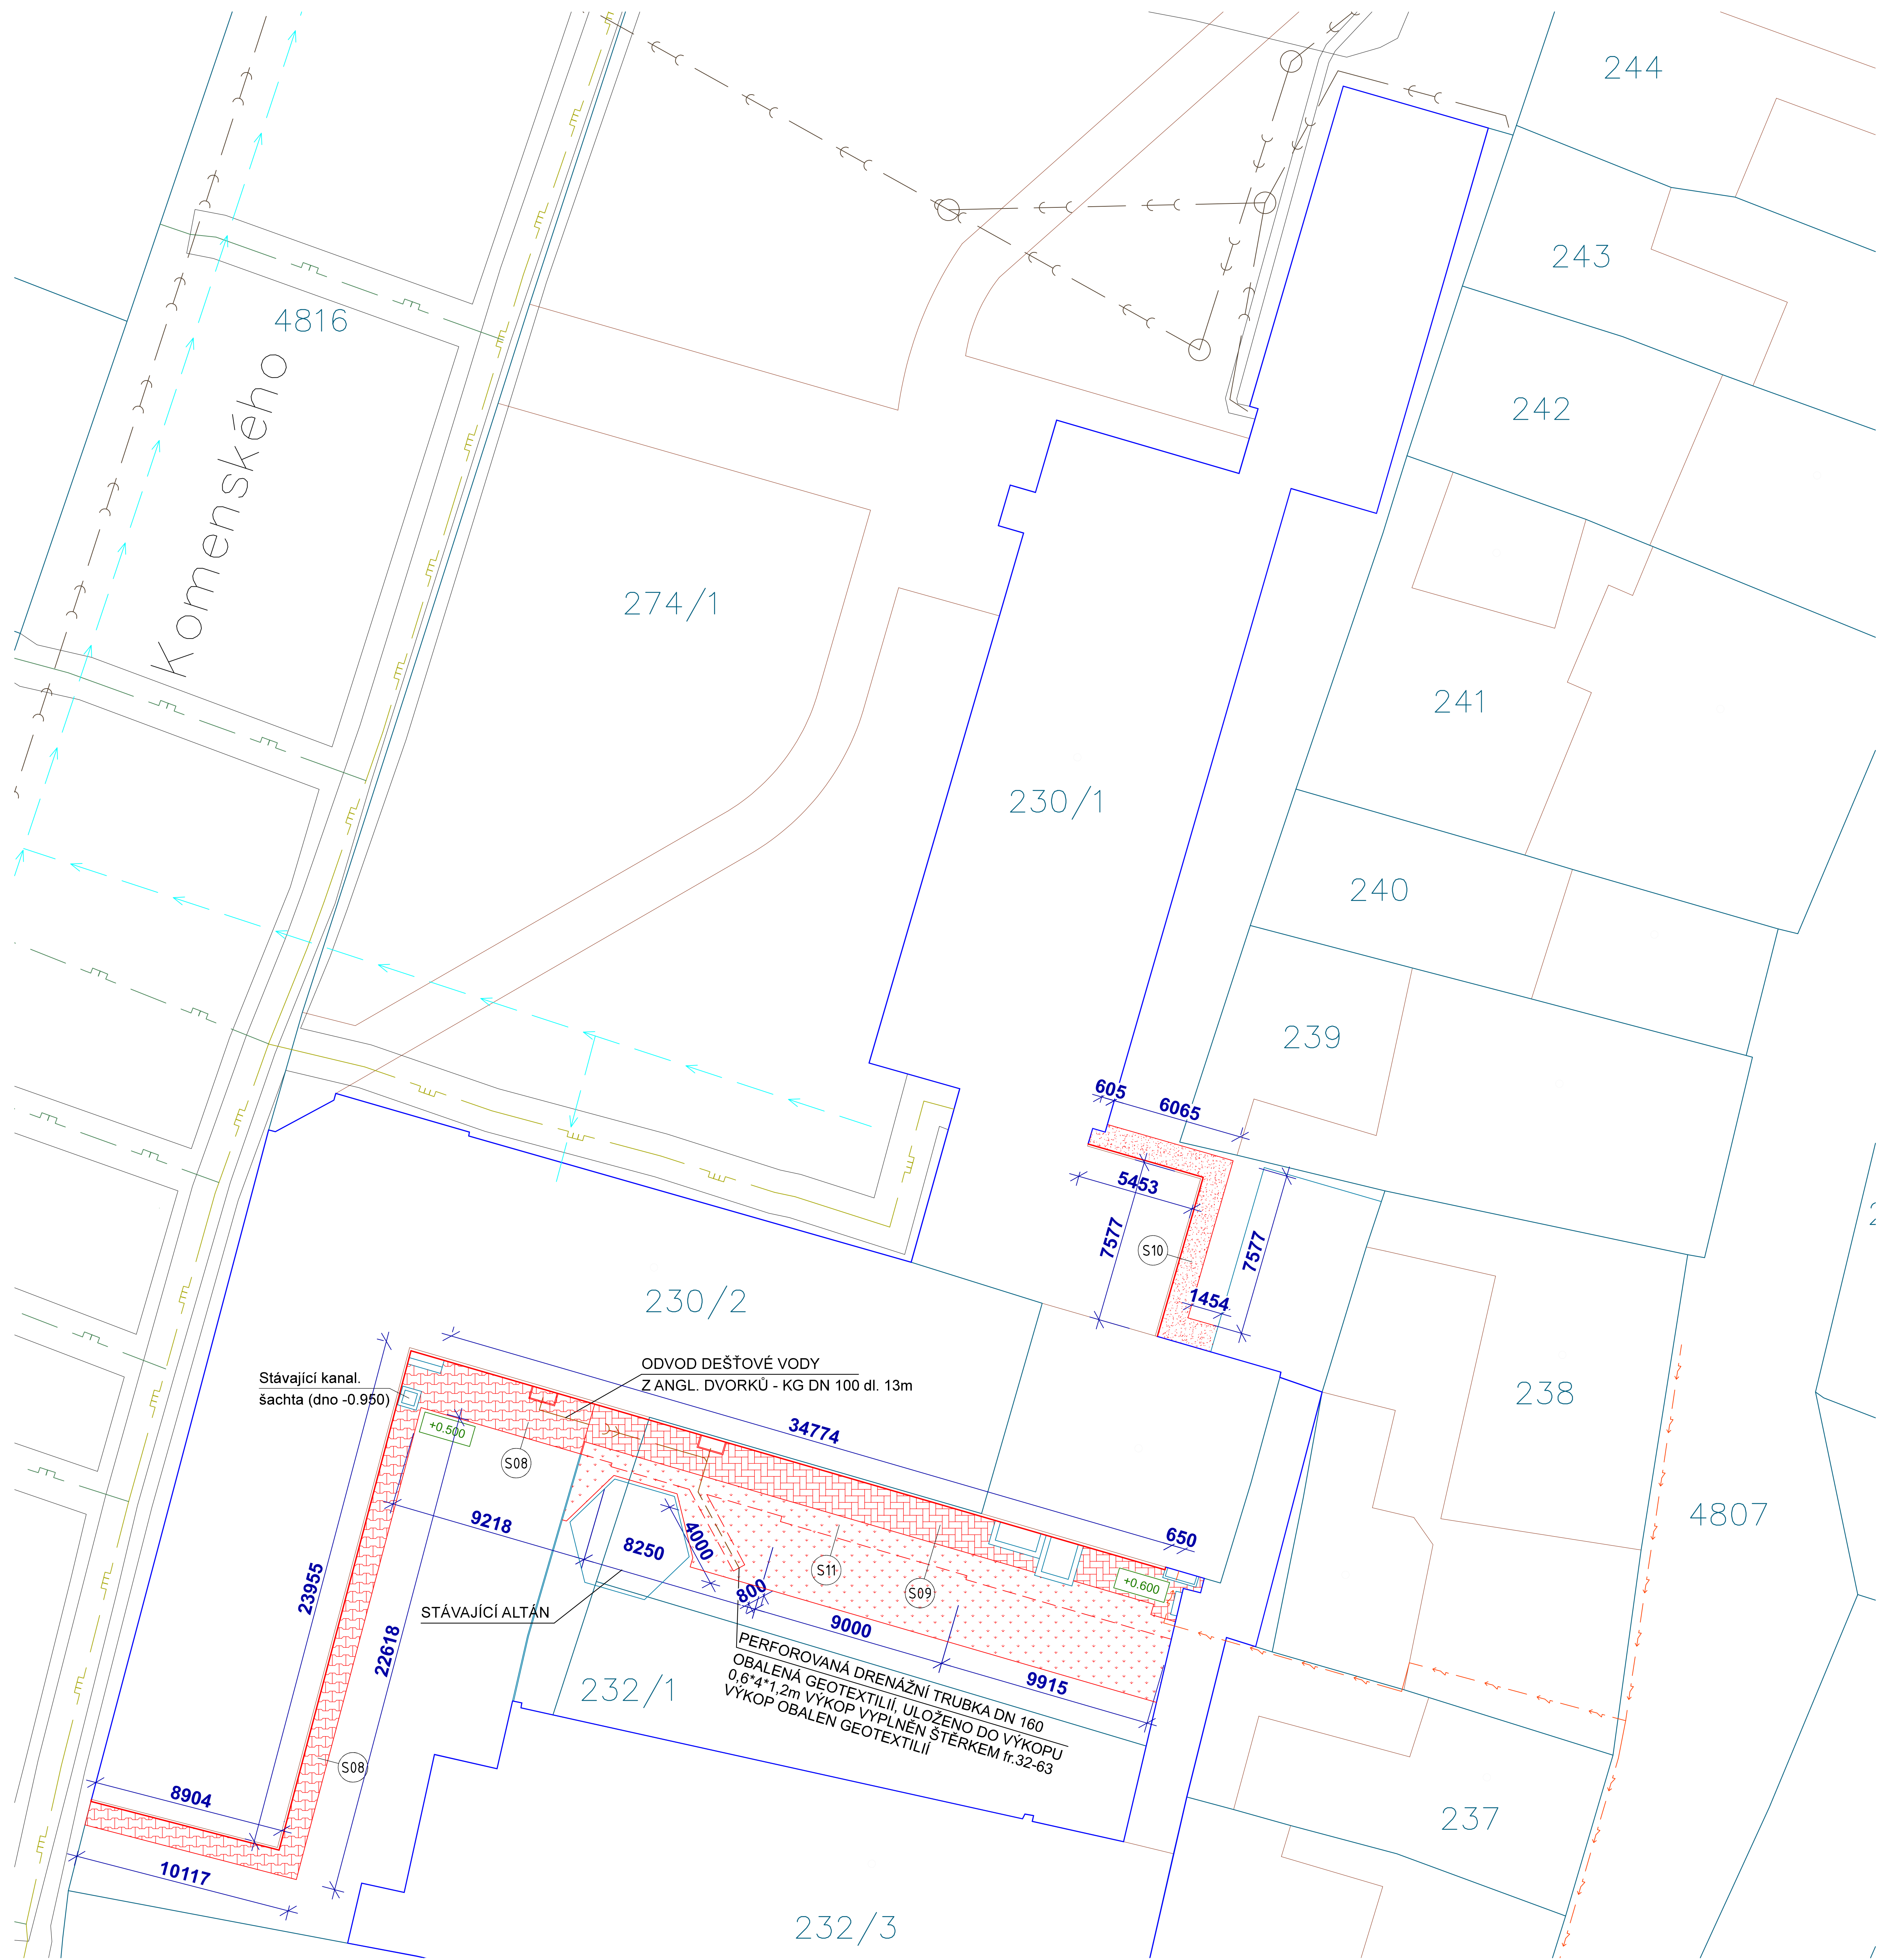 244
243
4816
242
Komenského
274/1
241
230/1
240
239
605
6065
5453
7577
S10
7577
1454
230/2
ODVOD DEŠŤOVÉ VODY
Z ANGL. DVORKŮ - KG DN 100 dl. 13m
Stávající kanal.
šachta (dno -0.950)
238
+0.500
34774
S08
4807
9218
8250
4000
650
S11
S09
+0.600
800
23955
STÁVAJÍCÍ ALTÁN
22618
9000
PERFOROVANÁ DRENÁŽNÍ TRUBKA DN 160
OBALENÁ GEOTEXTILIÍ, ULOŽENO DO VÝKOPU
0,6*4*1,2m VÝKOP VYPLNĚN ŠTĚRKEM fr.32-63
VÝKOP OBALEN GEOTEXTILIÍ
9915
232/1
S08
8904
237
10117
232/3